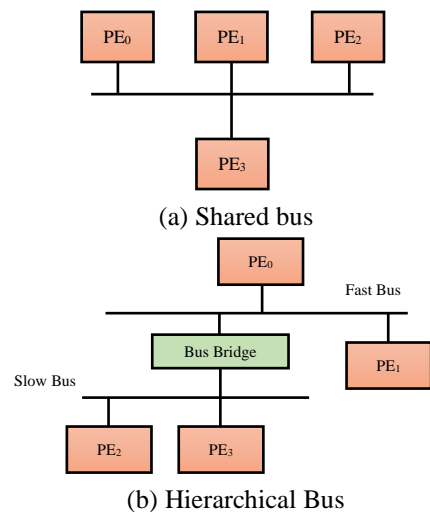 PE₀ PE₁ PE₂
PE₃
(a) Shared bus
PE₀
Fast Bus
Bus Bridge
PE₁
Slow Bus
PE₂ PE₃
(b) Hierarchical Bus